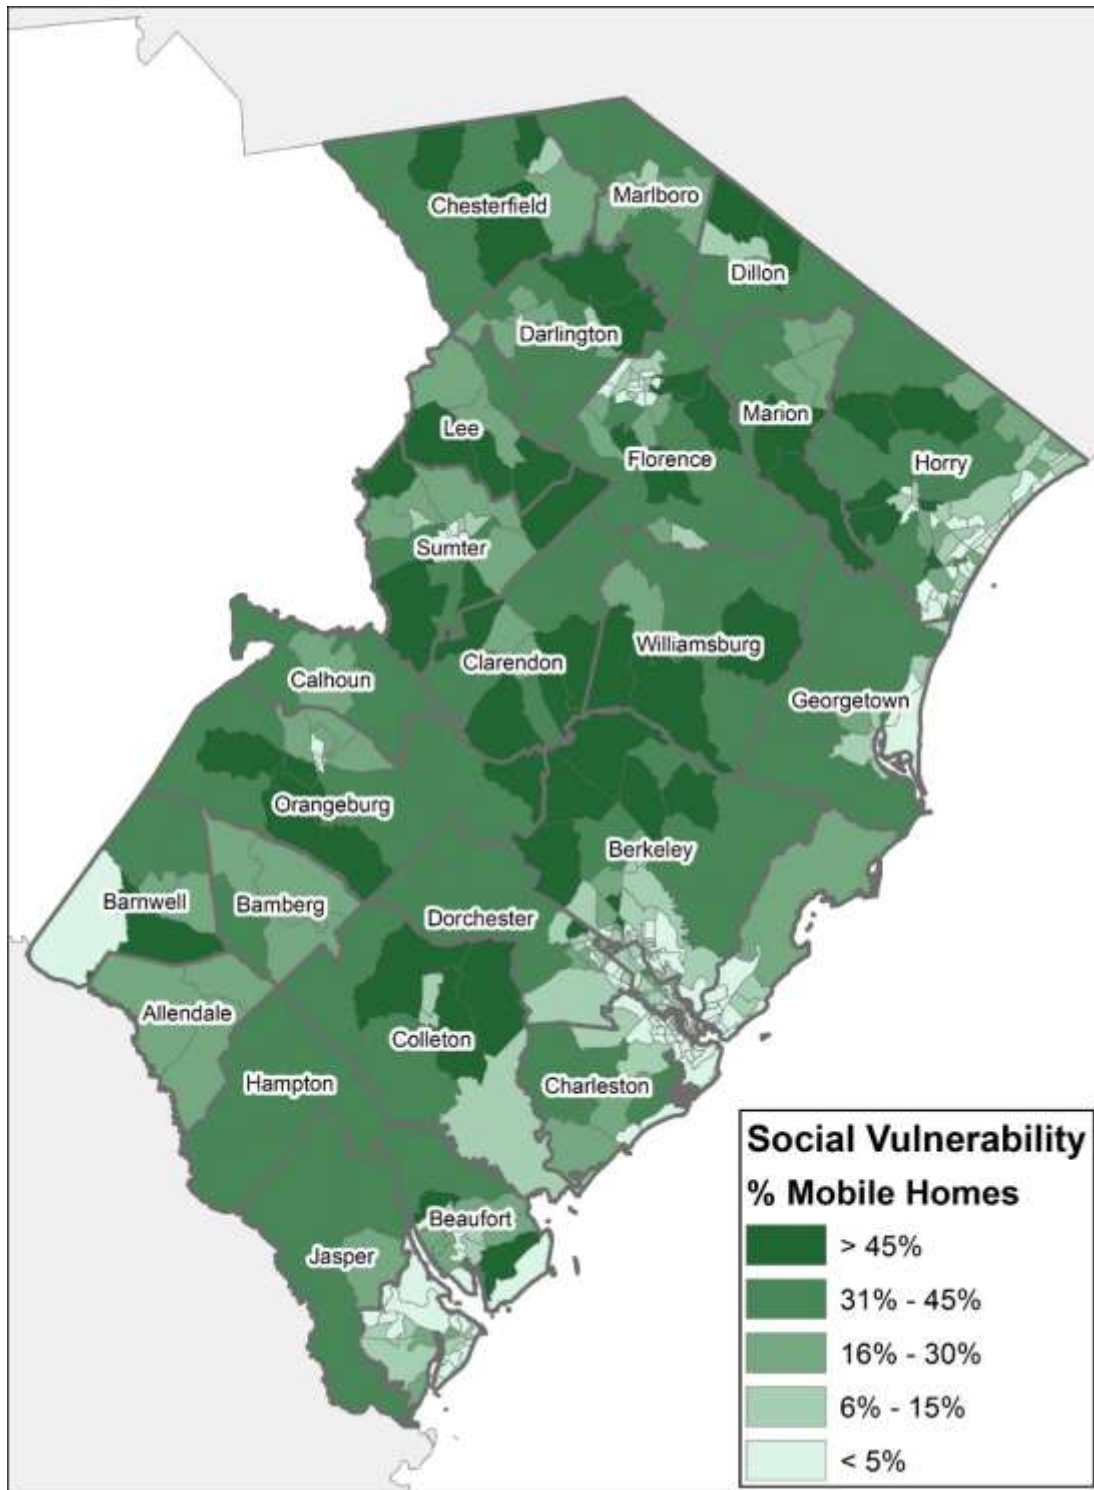 Chesterfield
Marlboro
Dillon
Darlington
Marion
Lee
Florence
Horry
Sumter
Williamsburg
Clarendon
Calhoun
Georgetown
Orangeburg
Berkeley
Barnwell
Bamberg
Dorchester
Allendale
Colleton
Hampton
Charleston
Beaufort
Jasper
Social Vulnerability
% Mobile Homes
> 45%
31% - 45%
16% - 30%
6% - 15%
< 5%